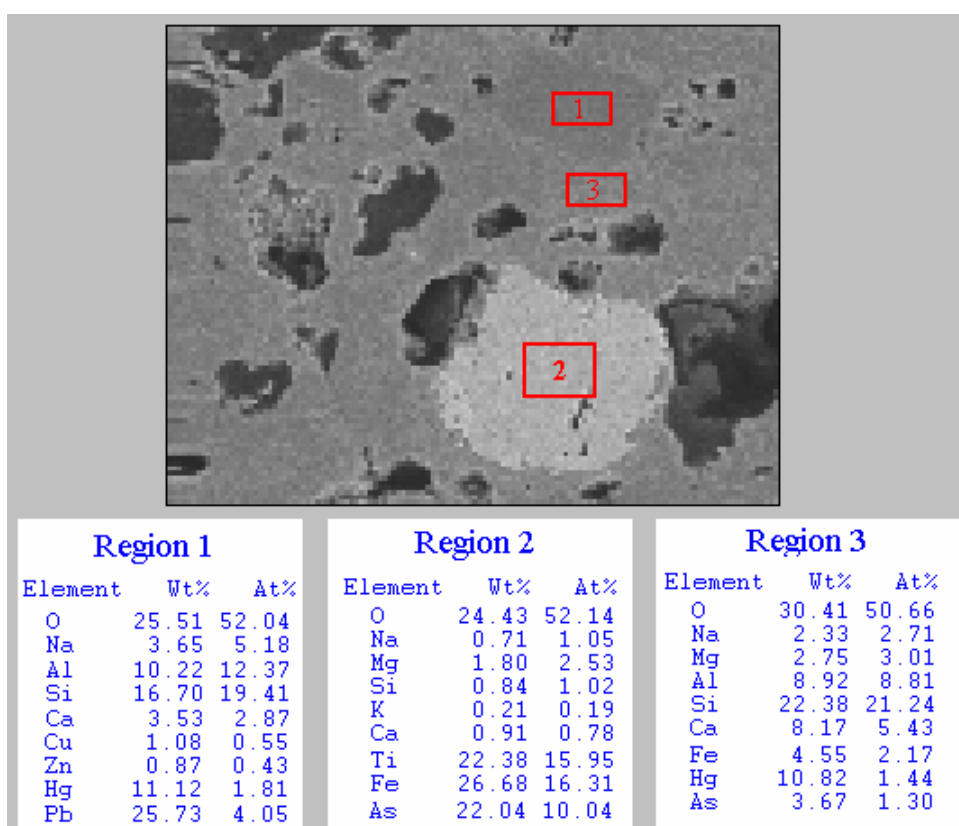 1
3
2
Region 1
Element Wt% At%
O 25.51 52.04
Na 3.65 5.18
Al 10.22 12.37
Si 16.70 19.41
Ca 3.53 2.87
Cu 1.08 0.55
Zn 0.87 0.43
Hg 11.12 1.81
Pb 25.73 4.05
Region 2
Element Wt% At%
O 24.43 52.14
Na 0.71 1.05
Mg 1.80 2.53
Si 0.84 1.02
K 0.21 0.19
Ca 0.91 0.78
Ti 22.38 15.95
Fe 26.68 16.31
As 22.04 10.04
Region 3
Element Wt% At%
O 30.41 50.66
Na 2.33 2.71
Mg 2.75 3.01
Al 8.92 8.81
Si 22.38 21.24
Ca 8.17 5.43
Fe 4.55 2.17
Hg 10.82 1.44
As 3.67 1.30